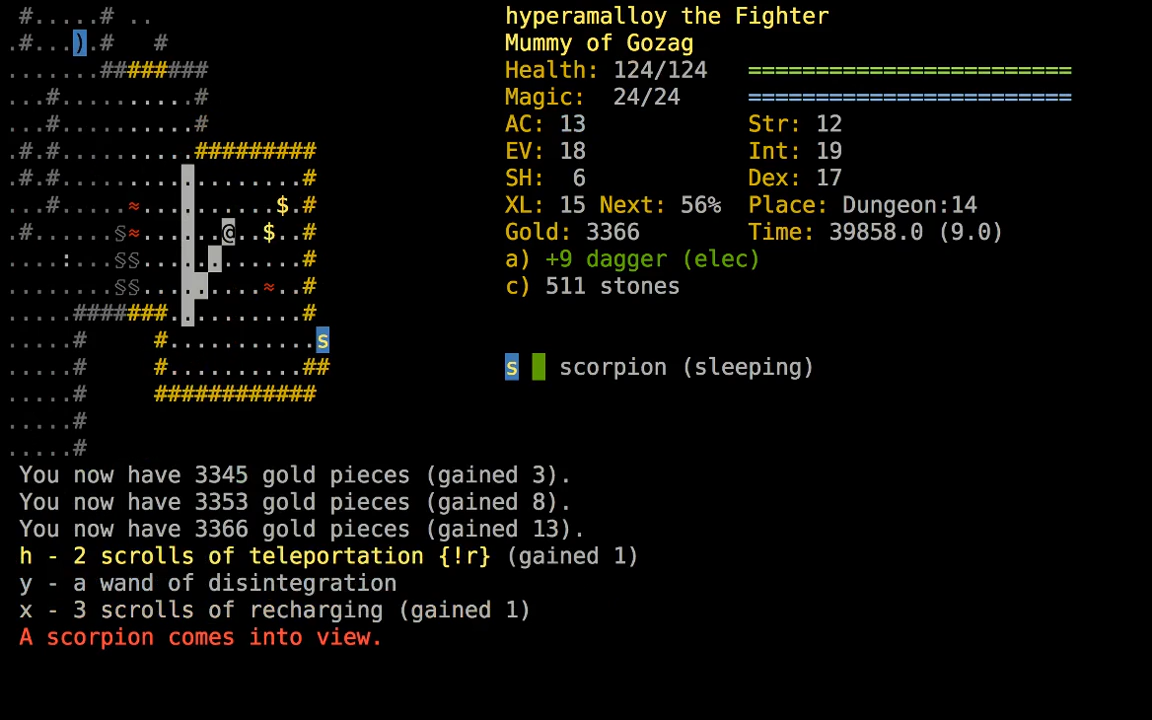 #.....# ..             hyperamalloy the Fighter
.#...).#   #            Mummy of Gozag
.......########         Health: 124/124   ========================
...#..........#         Magic:  24/24     ========================
...#.........#          AC: 13            Str: 12
.#.#..........#########  EV: 18            Int: 19
.#.#..................#  SH:  6            Dex: 17
...#.....≈..........$.#  XL: 15 Next: 56%  Place: Dungeon:14
.#......§≈......@..$..#  Gold: 3366        Time: 39858.0 (9.0)
....:...§§............#  a) +9 dagger (elec)
........§§.........≈..#  c) 511 stones
.....#######..........#
.....#     #..........s
.....#     #..........##  s   scorpion (sleeping)
.....#     ############
.....#
.....#
You now have 3345 gold pieces (gained 3).
You now have 3353 gold pieces (gained 8).
You now have 3366 gold pieces (gained 13).
h - 2 scrolls of teleportation {!r} (gained 1)
y - a wand of disintegration
x - 3 scrolls of recharging (gained 1)
A scorpion comes into view.